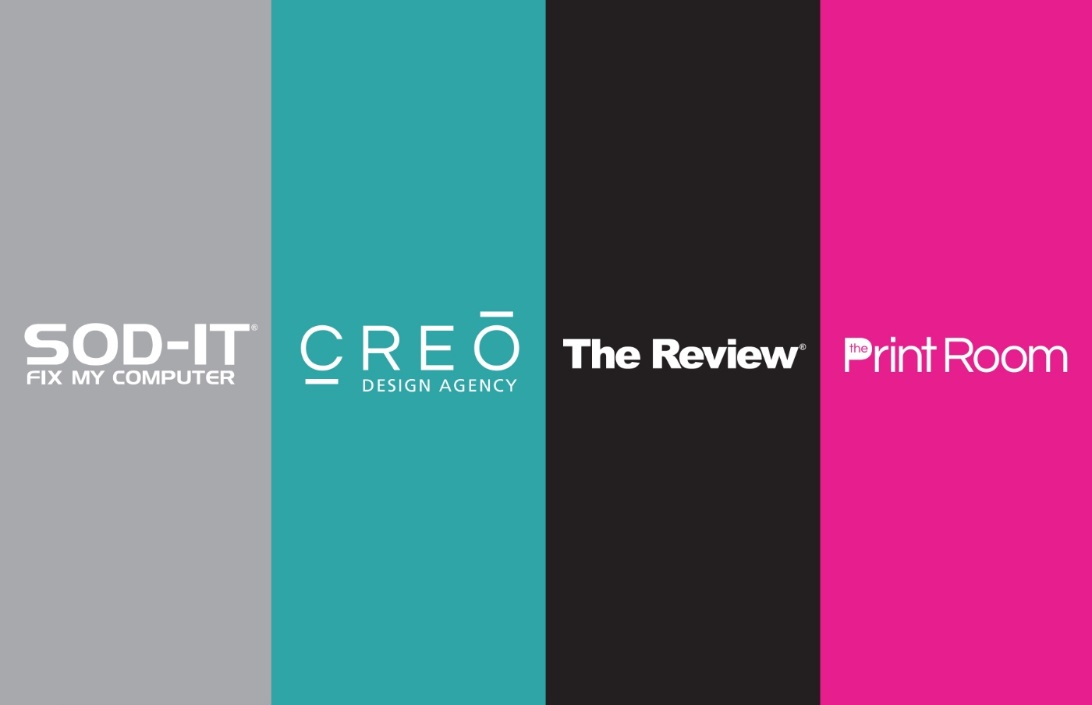 SOD-IT®
FIX MY COMPUTER
CREŌ
DESIGN AGENCY
The Review®
the Print Room